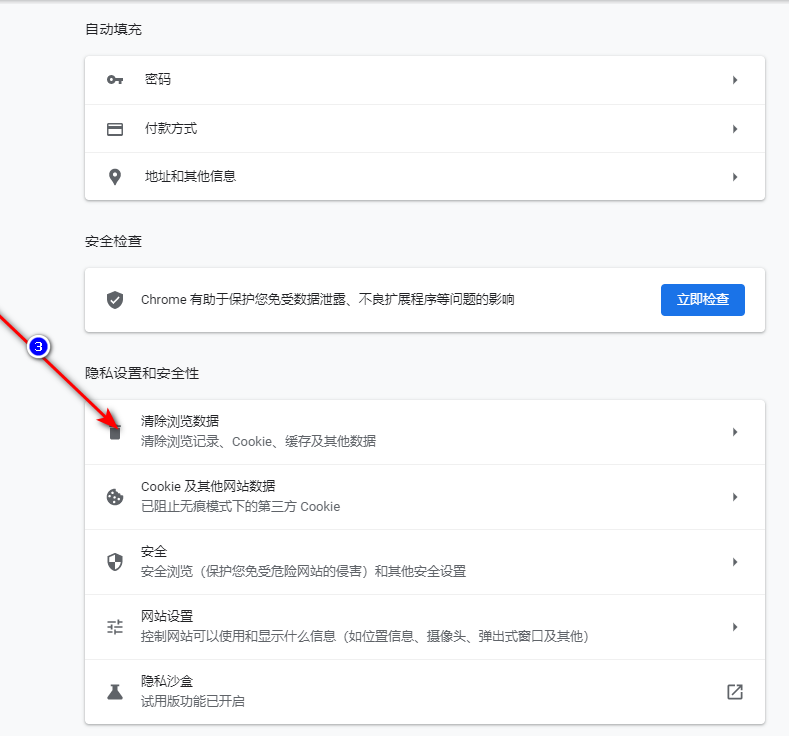 自动填充
密码
付款方式
地址和其他信息
安全检查
Chrome 有助于保护您免受数据泄露、不良扩展程序等问题的影响
立即检查
隐私设置和安全性
3
清除浏览数据
清除浏览记录、Cookie、缓存及其他数据
Cookie 及其他网站数据
已阻止无痕模式下的第三方 Cookie
安全
安全浏览（保护您免受危险网站的侵害）和其他安全设置
网站设置
控制网站可以使用和显示什么信息（如位置信息、摄像头、弹出式窗口及其他）
隐私沙盒
试用版功能已开启